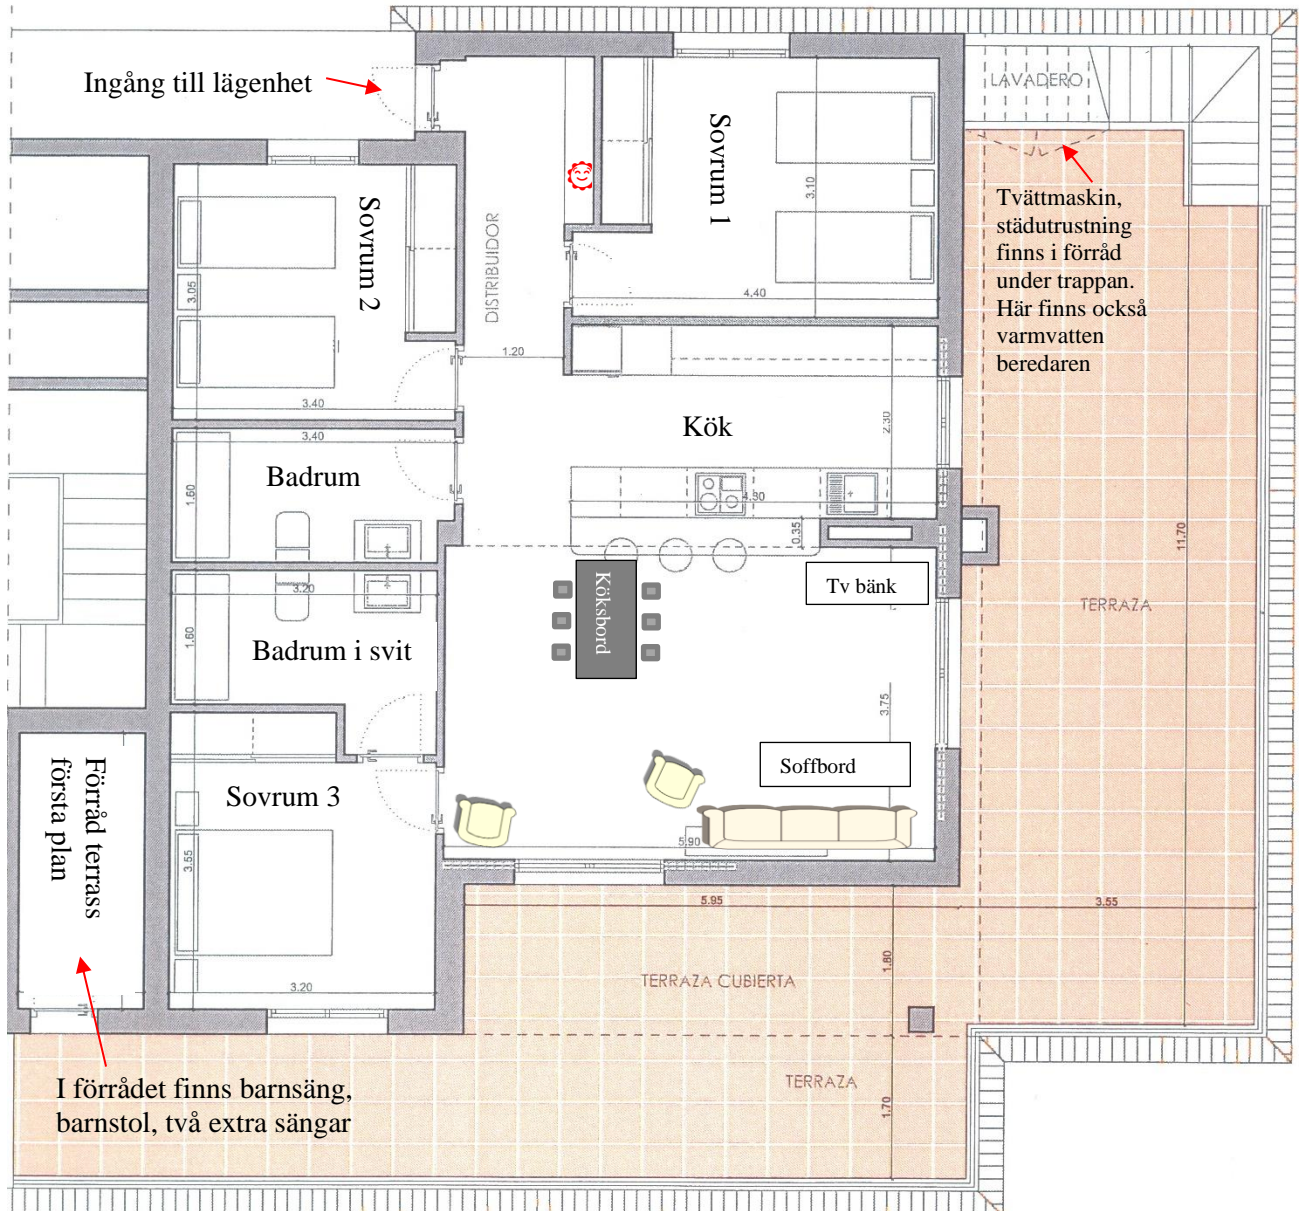 Ingång till lägenhet
LAVADERO
Sovrum 1
3.10
4.40
Tvättmaskin,
städutrustning
finns i förråd
under trappan.
Här finns också
varmvatten
beredaren
Sovrum 2
3.05
3.40
DISTRIBUIDOR
1.20
Kök
2.30
4.30
0.35
3.40
Badrum
1.60
3.20
Badrum i svit
1.60
Köksbord
Tv bänk
3.75
Soffbord
5.90
TERRAZA
11.70
Förråd terrass
första plan
Sovrum 3
3.55
3.20
5.95
3.55
1.80
TERRAZA CUBIERTA
TERRAZA
1.70
I förrådet finns barnsäng,
barnstol, två extra sängar